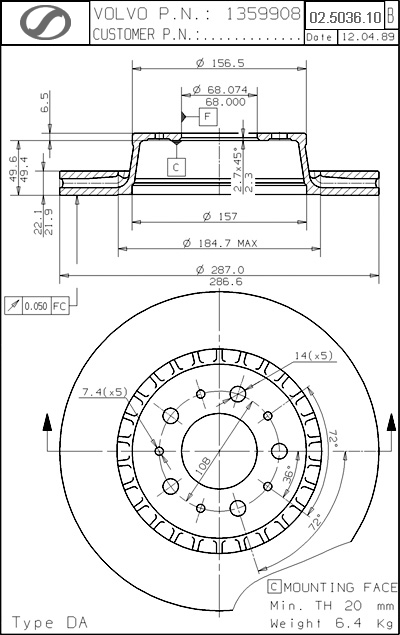 VOLVO P.N.: 1359908
CUSTOMER P.N.:.............
02.5036.10 B
Date 12.04.89
Ø 156.5
Ø 68.074
68.000
6.5
F
49.6
49.4
C
2.7x45°
2.3
22.1
21.9
Ø 157
Ø 184.7 MAX
Ø 287.0
286.6
0.050 FC
14(x5)
7.4(x5)
108
72°
36°
72°
C MOUNTING FACE
Min. TH 20 mm
Type DA
Weight 6.4 Kg